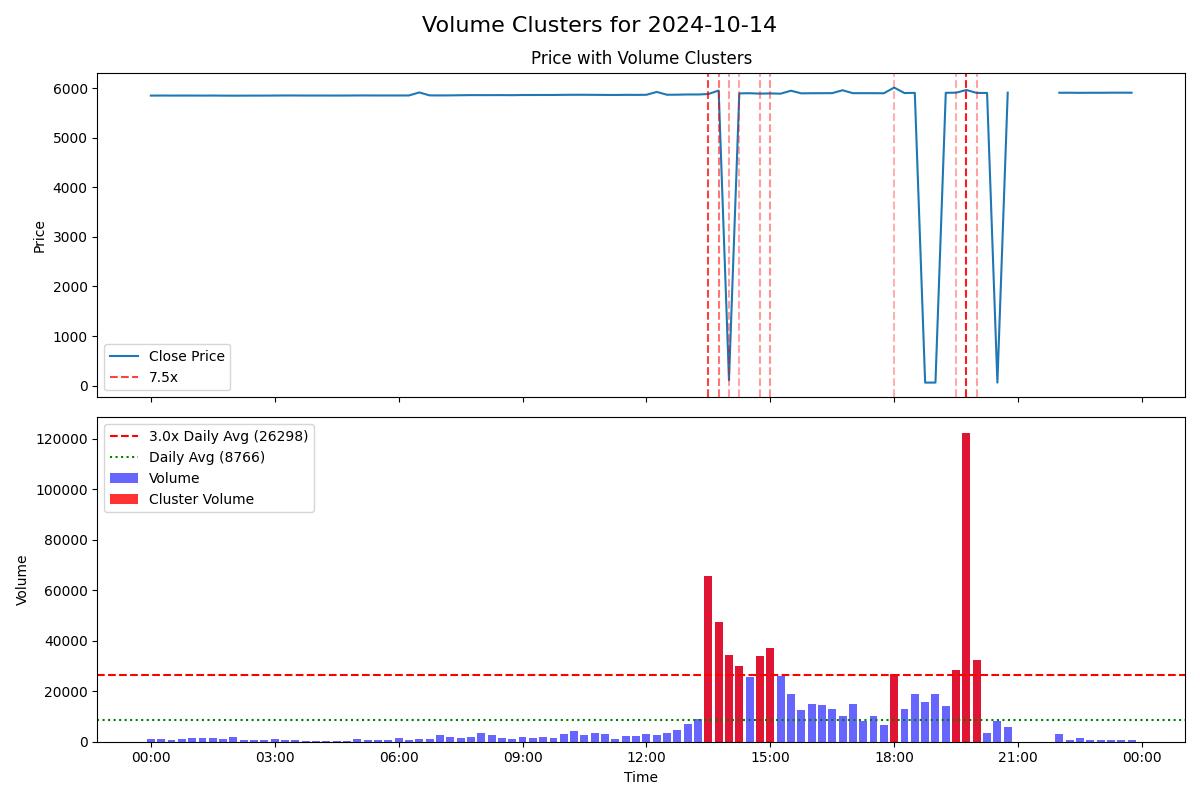 Volume Clusters for 2024-10-14
Price with Volume Clusters
6000
5000
4000
3000
2000
1000
0
Price
Close Price
7.5x
120000
100000
80000
60000
40000
20000
0
Volume
3.0x Daily Avg (26298)
Daily Avg (8766)
Volume
Cluster Volume
00:00
03:00
06:00
09:00
12:00
15:00
18:00
21:00
00:00
Time